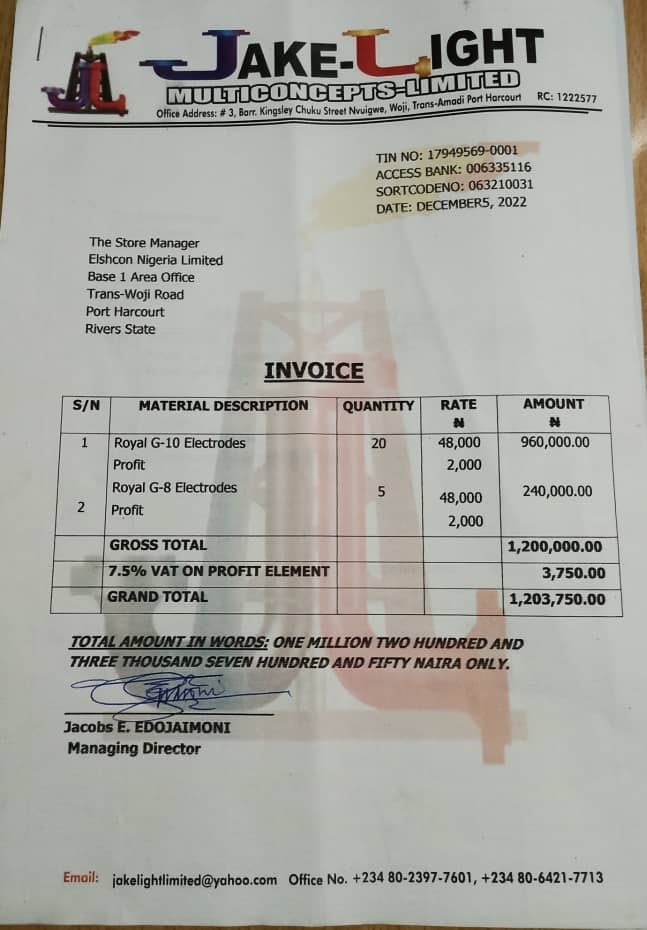 JAKE-LIGHT
MULTICONCEPTS-LIMITED
Office Address: # 3, Barr. Kingsley Chuku Street Nvuigwe, Woji, Trans-Amadi Port Harcourt RC: 1222577
TIN NO: 17949569-0001
ACCESS BANK: 006335116
SORTCODENO: 063210031
DATE: DECEMBER5, 2022
The Store Manager
Elshcon Nigeria Limited
Base 1 Area Office
Trans-Woji Road
Port Harcourt
Rivers State
INVOICE
S/N MATERIAL DESCRIPTION QUANTITY RATE AMOUNT
₦ ₦
1 Royal G-10 Electrodes 20 48,000 960,000.00
Profit 2,000
Royal G-8 Electrodes 5 48,000 240,000.00
2 Profit 2,000
GROSS TOTAL 1,200,000.00
7.5% VAT ON PROFIT ELEMENT 3,750.00
GRAND TOTAL 1,203,750.00
TOTAL AMOUNT IN WORDS: ONE MILLION TWO HUNDRED AND
THREE THOUSAND SEVEN HUNDRED AND FIFTY NAIRA ONLY.
Jacobs E. EDOJAIMONI
Managing Director
Email: jakelightlimited@yahoo.com Office No. +234 80-2397-7601, +234 80-6421-7713